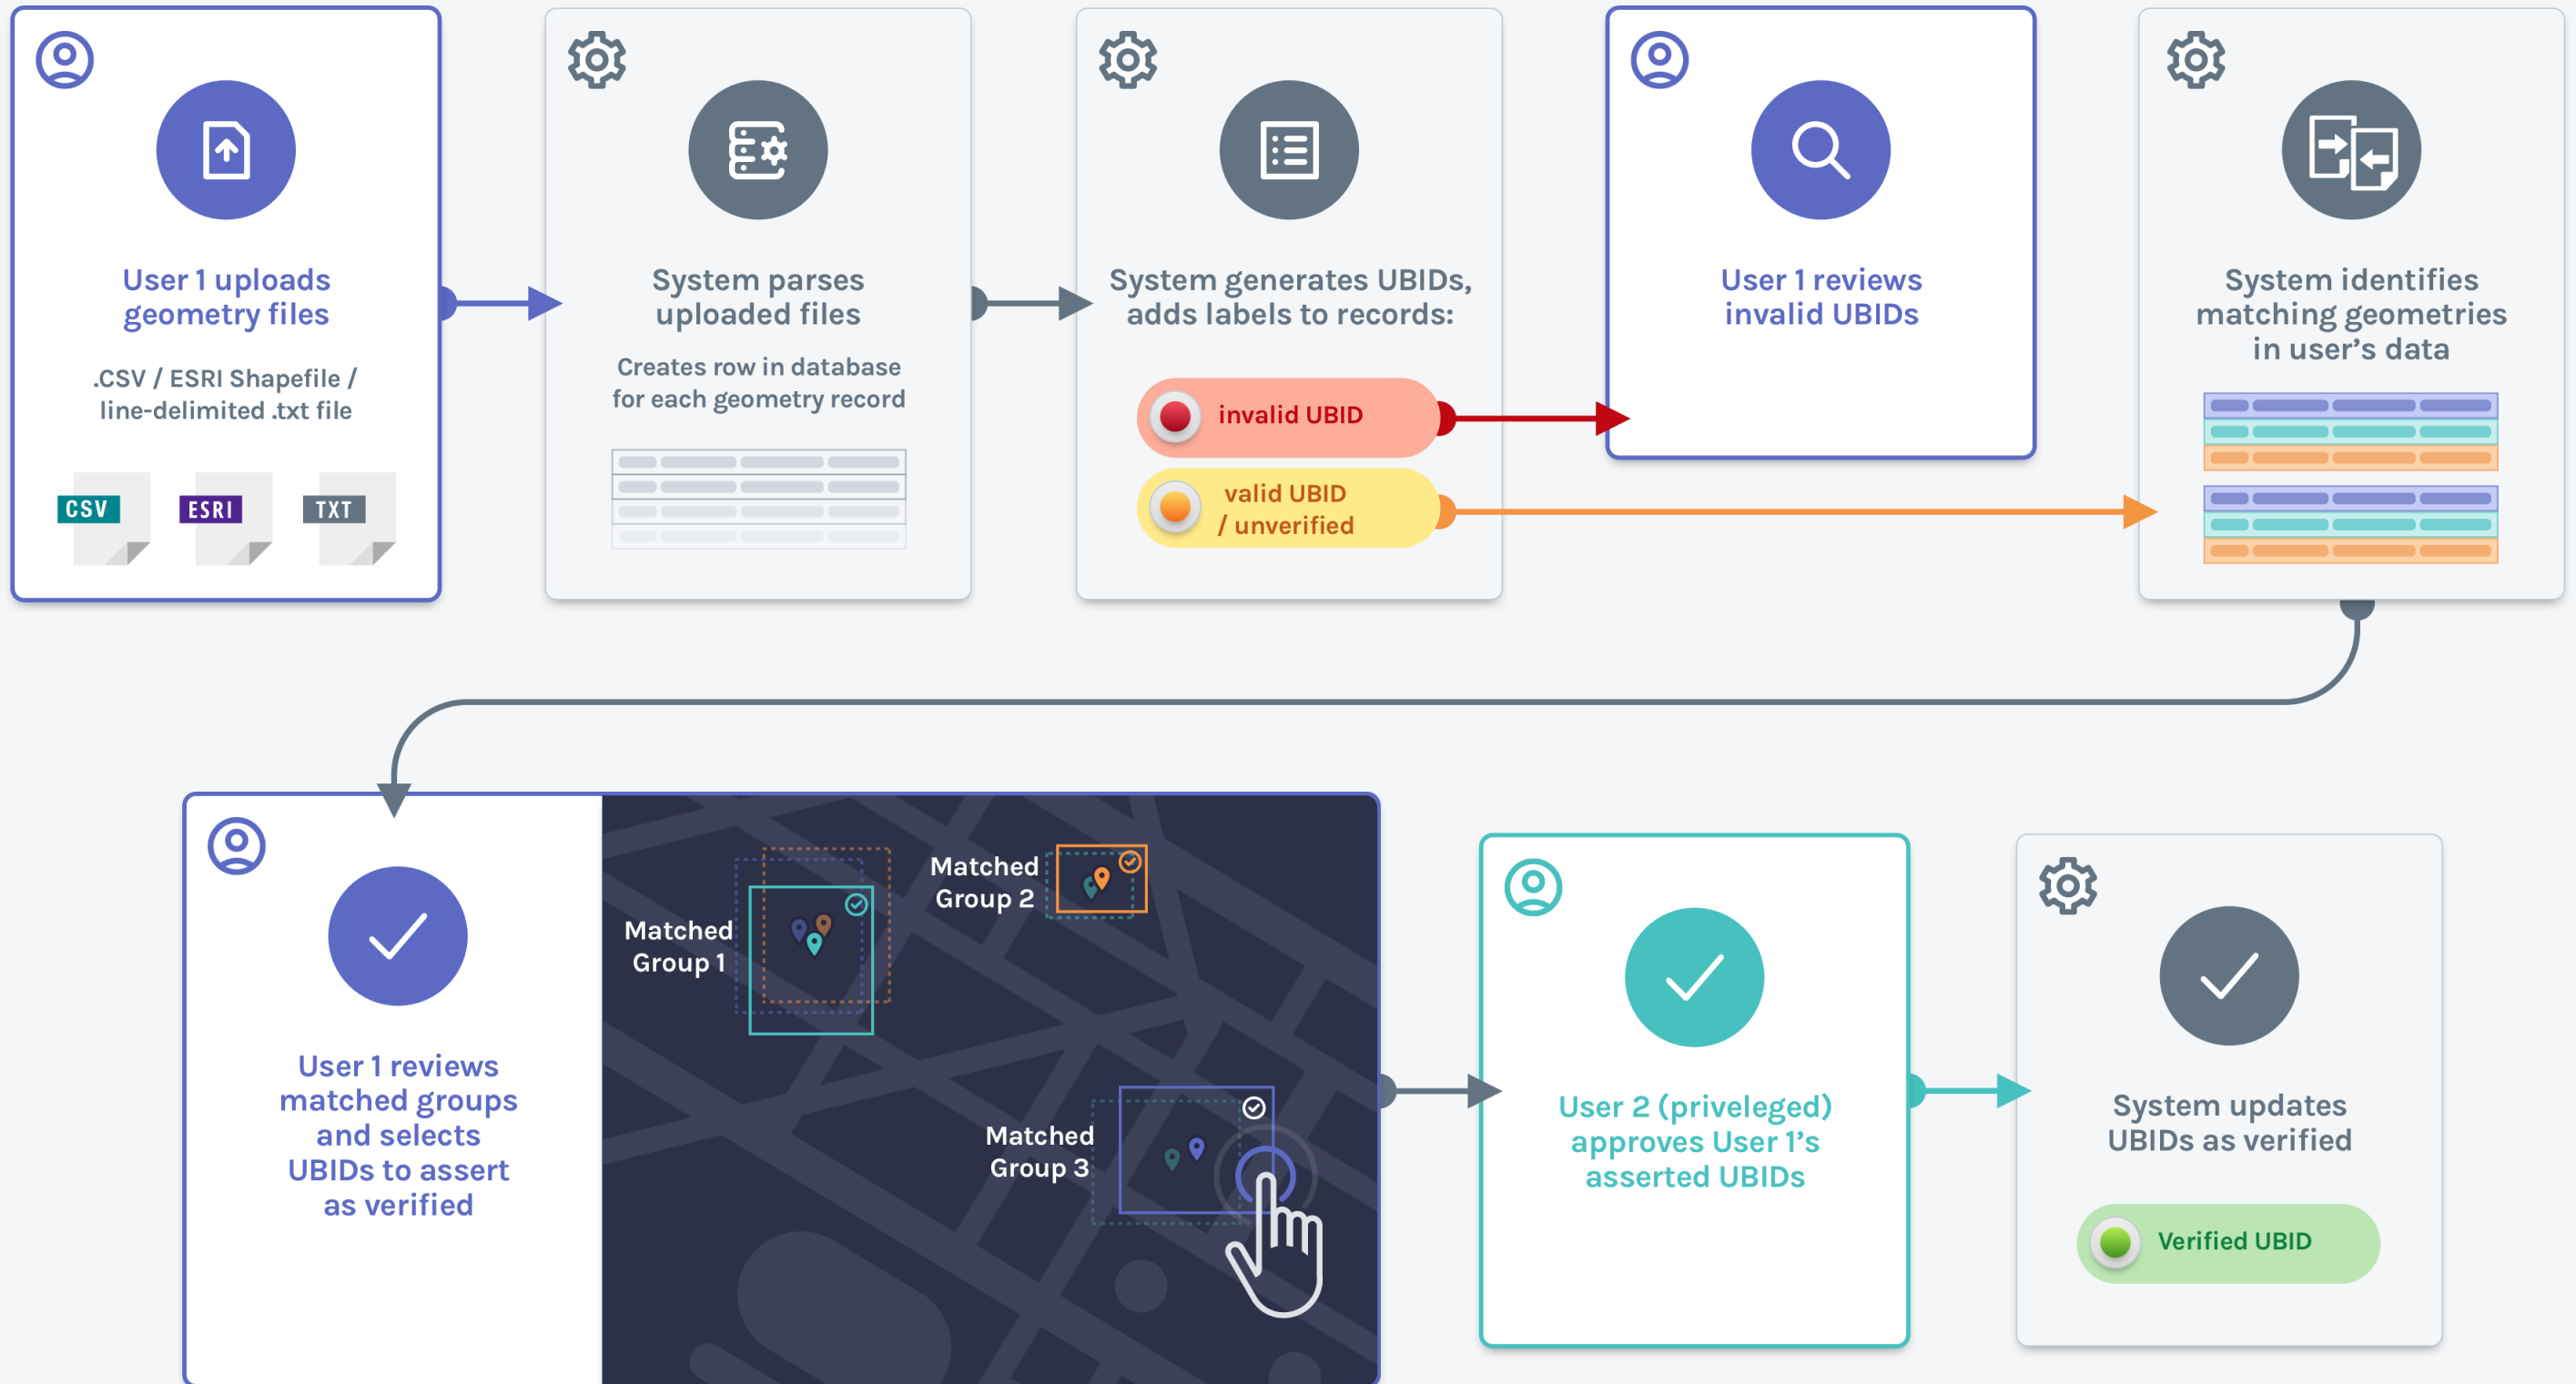 User 1 uploads
geometry files
.CSV / ESRI Shapefile /
line-delimited .txt file
CSV
ESRI
TXT
System parses
uploaded files
Creates row in database
for each geometry record
System generates UBIDs,
adds labels to records:
invalid UBID
valid UBID
/ unverified
User 1 reviews
invalid UBIDs
System identifies
matching geometries
in user’s data
User 1 reviews
matched groups
and selects
UBIDs to assert
as verified
Matched
Group 1
Matched
Group 2
Matched
Group 3
User 2 (priveleged)
approves User 1’s
asserted UBIDs
System updates
UBIDs as verified
Verified UBID